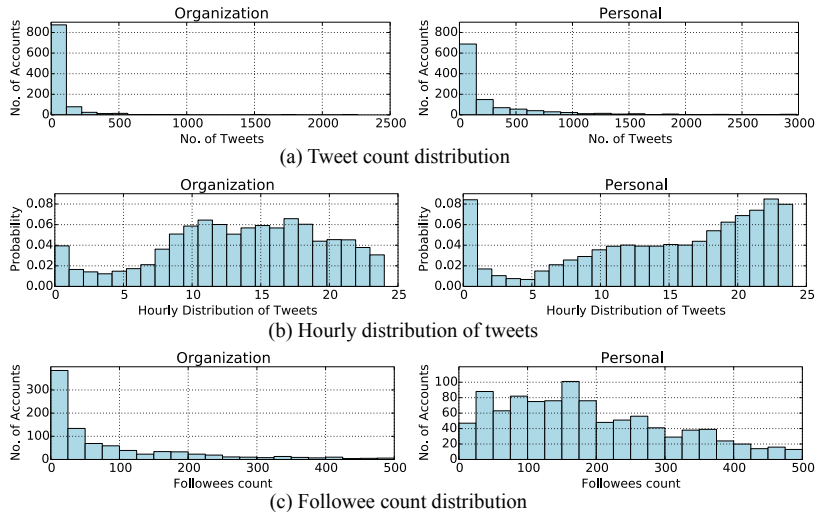 Organization
Personal
800
600
400
200
0
No. of Accounts
0 500 1000 1500 2000 2500
No. of Tweets
800
600
400
200
0
No. of Accounts
0 500 1000 1500 2000 2500 3000
No. of Tweets
(a) Tweet count distribution
Organization
Personal
0.08
0.06
0.04
0.02
0.00
Probability
0 5 10 15 20 25
Hourly Distribution of Tweets
0.08
0.06
0.04
0.02
0.00
0 5 10 15 20 25
Hourly Distribution of Tweets
(b) Hourly distribution of tweets
Organization
Personal
300
200
100
0
No. of Accounts
0 100 200 300 400 500
Followees count
100
80
60
40
20
0
No. of Accounts
0 100 200 300 400 500
Followees count
(c) Followee count distribution